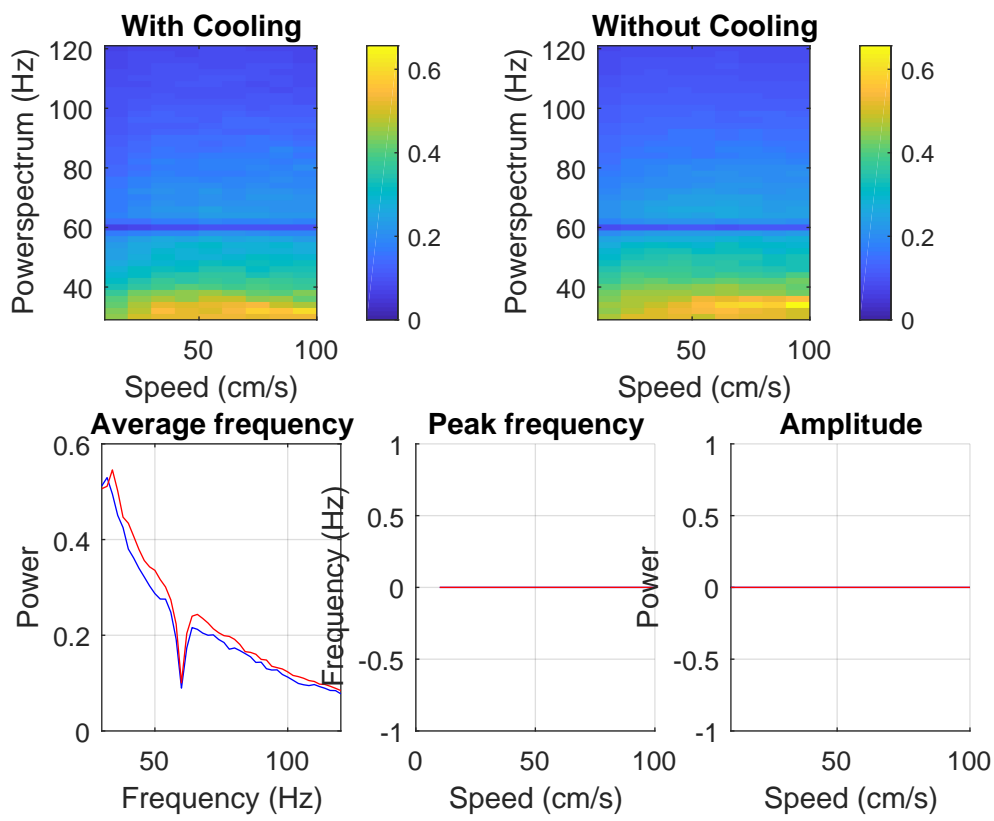 With Cooling
Powerspectrum (Hz)
120
100
80
60
40
50
100
Speed (cm/s)
0.6
0.4
0.2
0
Without Cooling
Powerspectrum (Hz)
120
100
80
60
40
50
100
Speed (cm/s)
0.6
0.4
0.2
0
Average frequency
Power
0.6
0.4
0.2
0
50
100
Frequency (Hz)
Peak frequency
Frequency (Hz)
1
0.5
0
-0.5
-1
0
50
100
Speed (cm/s)
Amplitude
Power
1
0.5
0
-0.5
-1
50
100
Speed (cm/s)